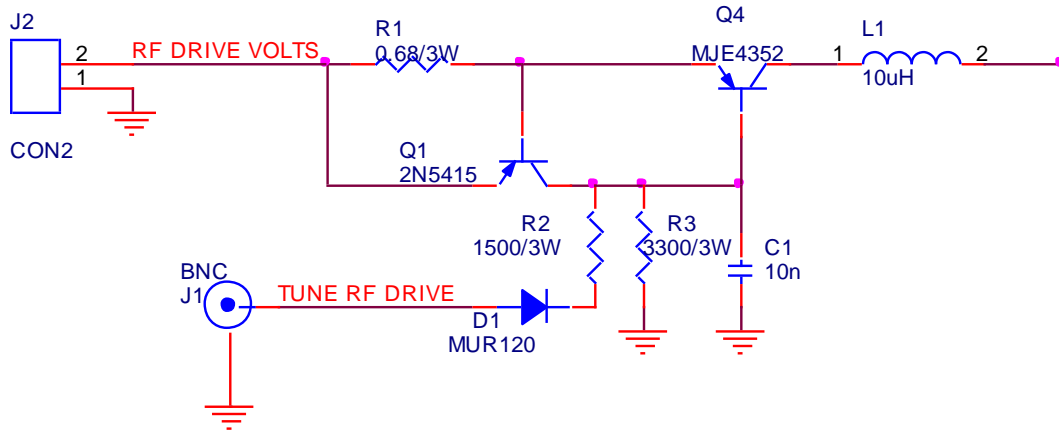 J2
2
1
CON2
RF DRIVE VOLTS
R1
0.68/3W
Q4
MJE4352
1
L1
10uH
2
Q1
2N5415
R2
1500/3W
R3
3300/3W
C1
10n
BNC
J1
TUNE RF DRIVE
D1
MUR120